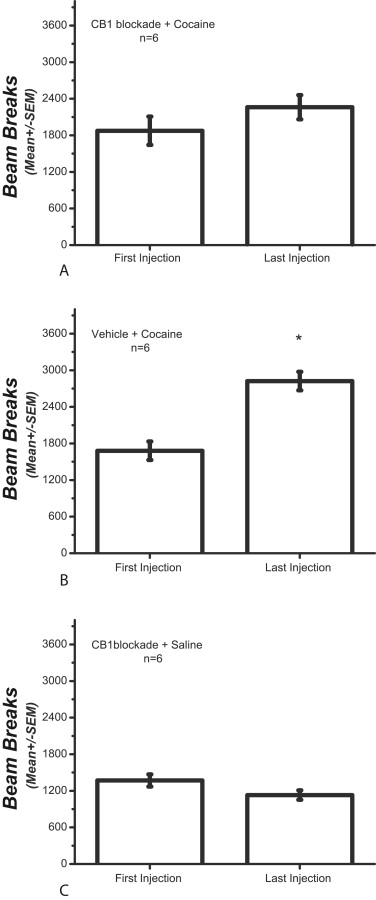 CB1 blockade + Cocaine
n=6
Beam Breaks
(Mean+/-SEM)
3600
3000
2400
1800
1200
600
0
First Injection
Last Injection
A
Vehicle + Cocaine
n=6
*
Beam Breaks
(Mean+/-SEM)
3600
3000
2400
1800
1200
600
0
First Injection
Last Injection
B
CB1blockade + Saline
n=6
Beam Breaks
(Mean+/-SEM)
3600
3000
2400
1800
1200
600
0
First Injection
Last Injection
C